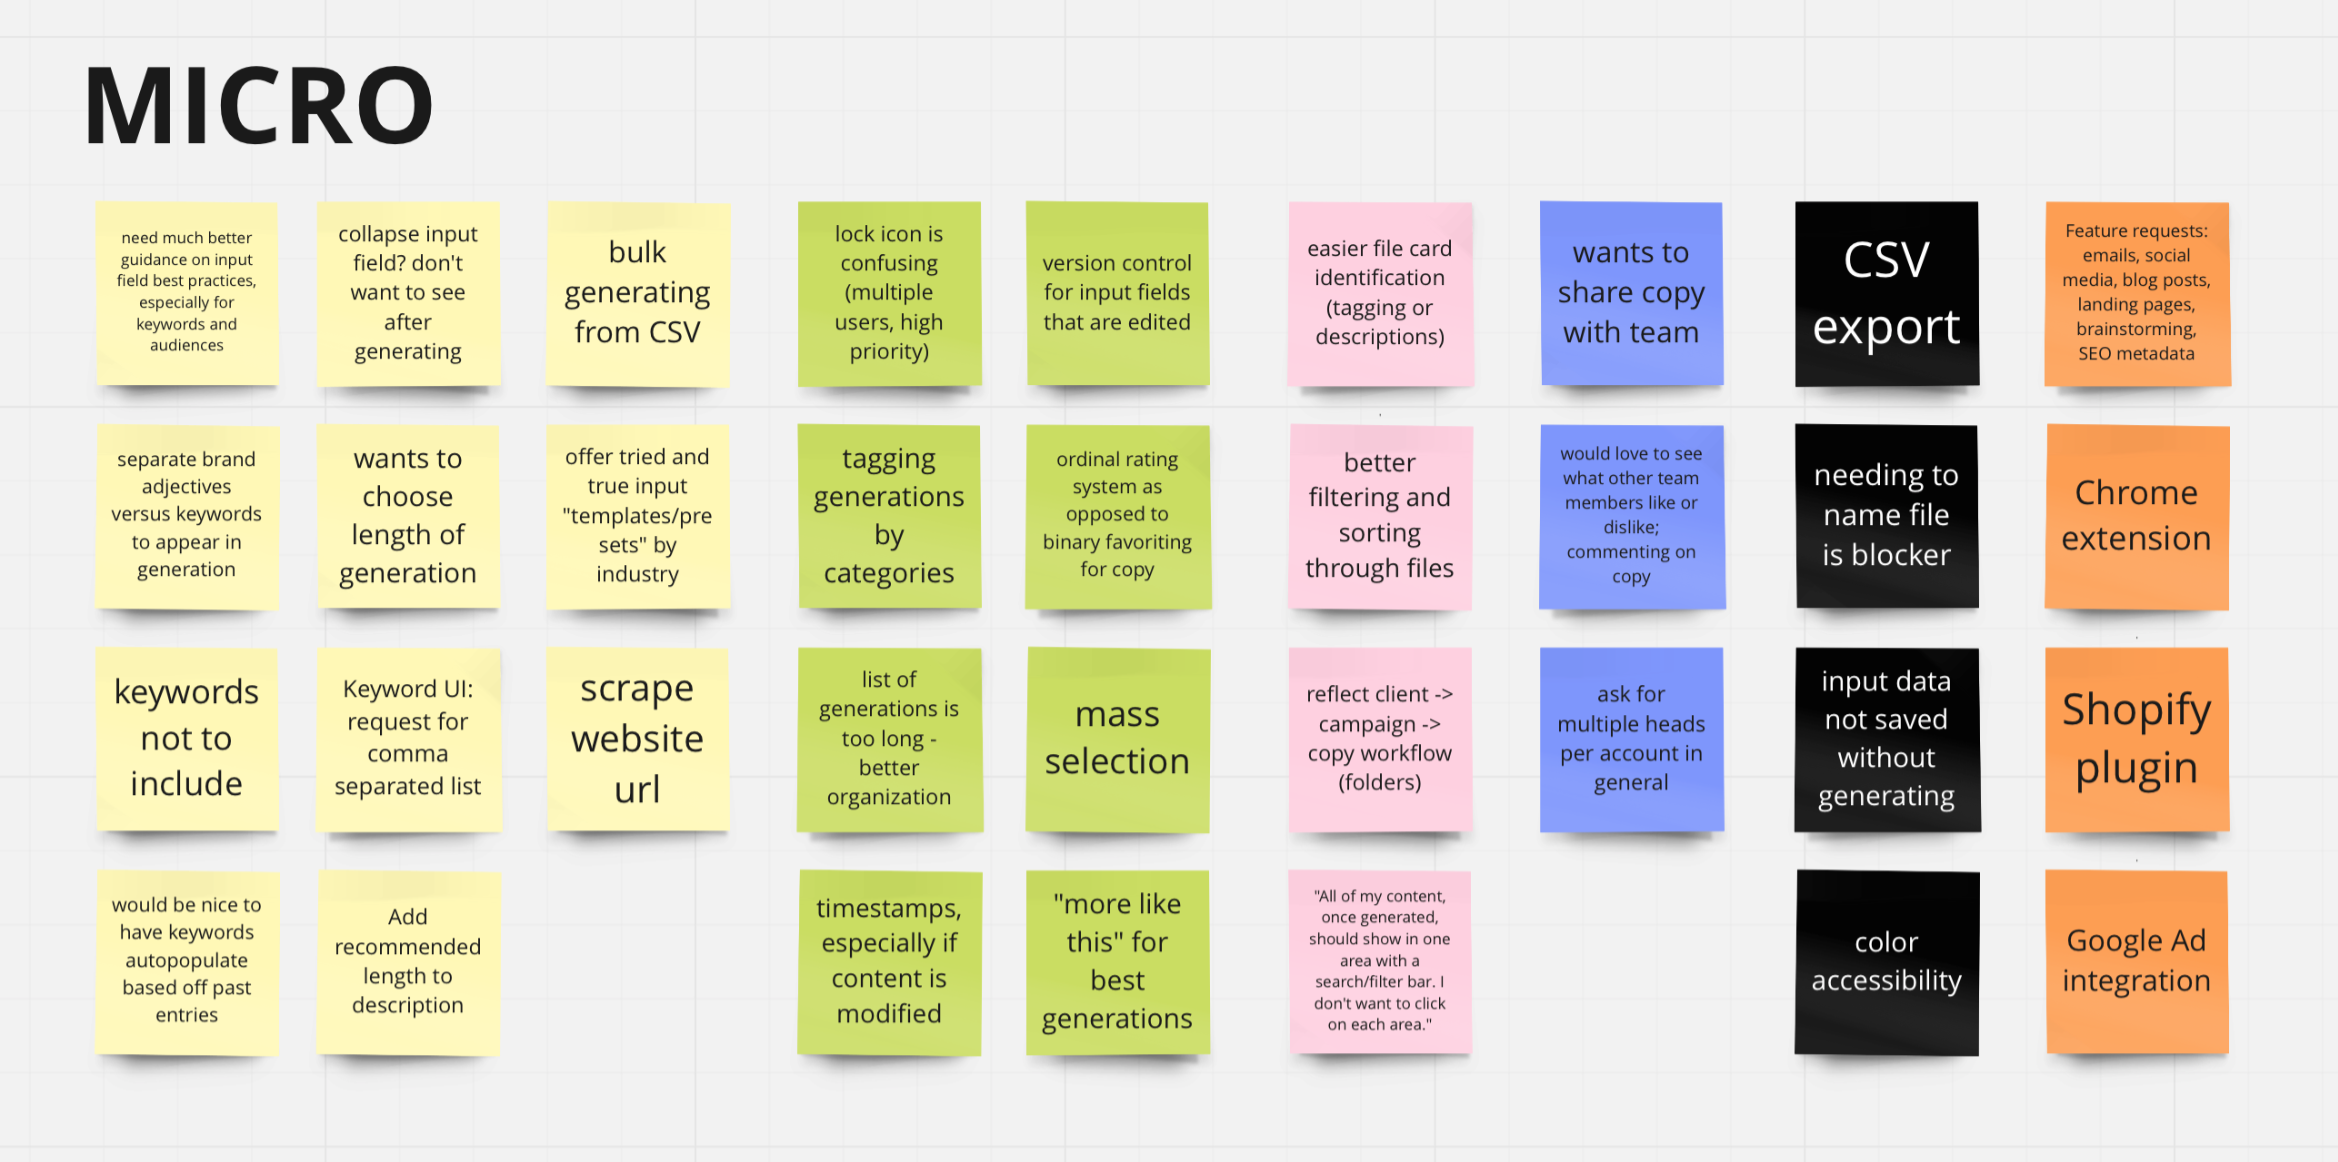 MICRO
need much better
guidance on input
field best practices,
especially for
keywords and
audiences
collapse input
field? don't
want to see
after
generating
bulk
generating
from CSV
lock icon is
confusing
(multiple
users, high
priority)
version control
for input fields
that are edited
easier file card
identification
(tagging or
descriptions)
wants to
share copy
with team
CSV
export
Feature requests:
emails, social
media, blog posts,
landing pages,
brainstorming,
SEO metadata
separate brand
adjectives
versus keywords
to appear in
generation
wants to
choose
length of
generation
offer tried and
true input
"templates/pre
sets" by
industry
tagging
generations
by
categories
ordinal rating
system as
opposed to
binary favoriting
for copy
better
filtering and
sorting
through files
would love to see
what other team
members like or
dislike;
commenting on
copy
needing to
name file
is blocker
Chrome
extension
keywords
not to
include
Keyword UI:
request for
comma
separated list
scrape
website
url
list of
generations is
too long -
better
organization
mass
selection
reflect client ->
campaign ->
copy workflow
(folders)
ask for
multiple heads
per account in
general
input data
not saved
without
generating
Shopify
plugin
would be nice to
have keywords
autopopulate
based off past
entries
Add
recommended
length to
description
timestamps,
especially if
content is
modified
"more like
this" for
best
generations
"All of my content,
once generated,
should show in one
area with a
search/filter bar. I
don't want to click
on each area."
color
accessibility
Google Ad
integration